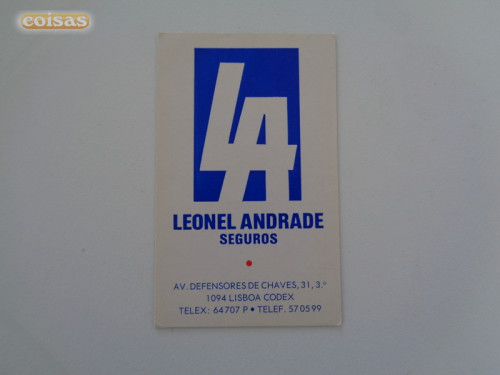 coisas
LA
LEONEL ANDRADE
SEGUROS
AV. DEFENSORES DE CHAVES, 31, 3.º
1094 LISBOA CODEX
TELEX: 64707 P • TELEF. 570599